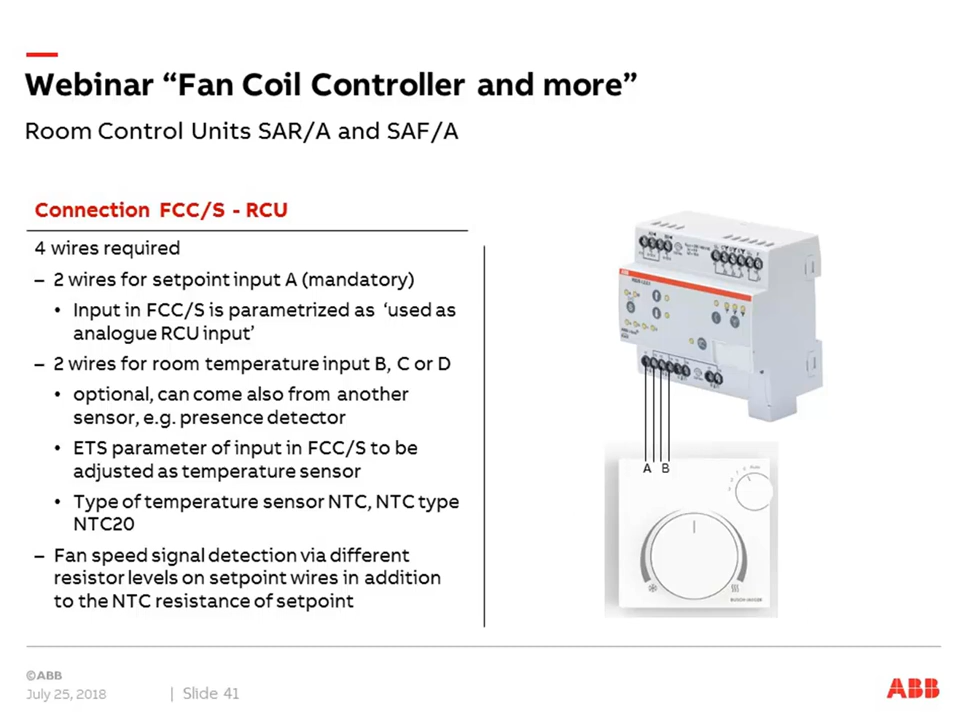 Webinar “Fan Coil Controller and more”
Room Control Units SAR/A and SAF/A
Connection FCC/S - RCU
4 wires required
– 2 wires for setpoint input A (mandatory)
• Input in FCC/S is parametrized as ‘used as
analogue RCU input’
– 2 wires for room temperature input B, C or D
• optional, can come also from another
sensor, e.g. presence detector
• ETS parameter of input in FCC/S to be
adjusted as temperature sensor
• Type of temperature sensor NTC, NTC type
NTC20
– Fan speed signal detection via different
resistor levels on setpoint wires in addition
to the NTC resistance of setpoint
ABB
A B
BUSCH-JAEGER
©ABB
July 25, 2018 | Slide 41
ABB